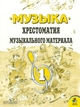 МУЗЫКА
ХРЕСТОМАТИЯ
МУЗЫКАЛЬНОГО МАТЕРИАЛА
1